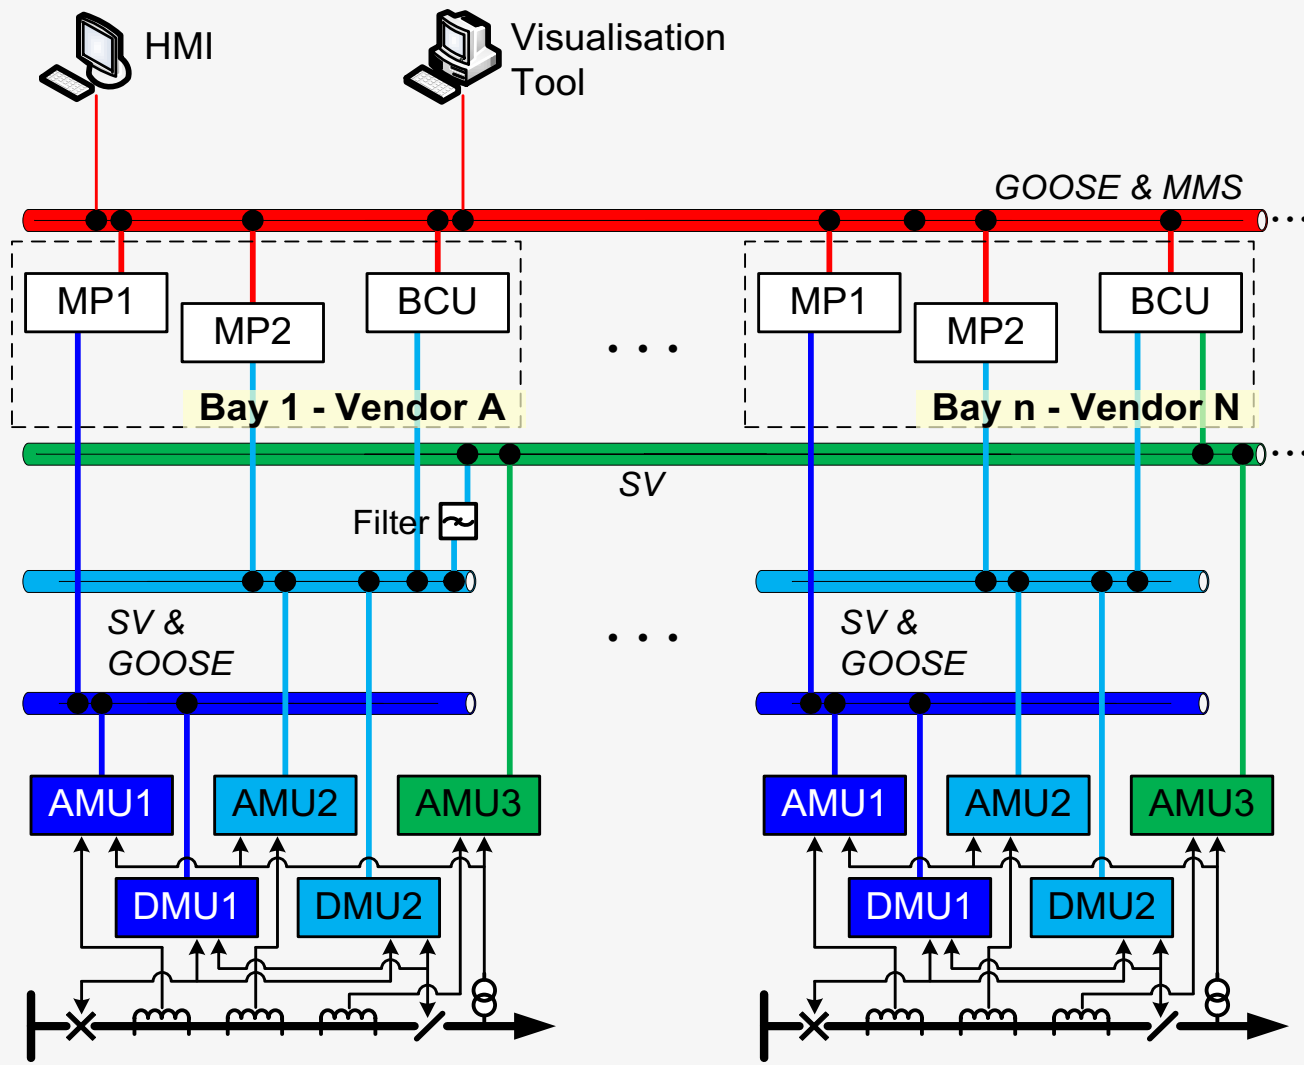 HMI
Visualisation
Tool
GOOSE & MMS
MP1
MP2
BCU
Bay 1 - Vendor A
MP1
MP2
BCU
Bay n - Vendor N
SV
Filter
SV &
GOOSE
SV &
GOOSE
AMU1
AMU2
AMU3
DMU1
DMU2
AMU1
AMU2
AMU3
DMU1
DMU2